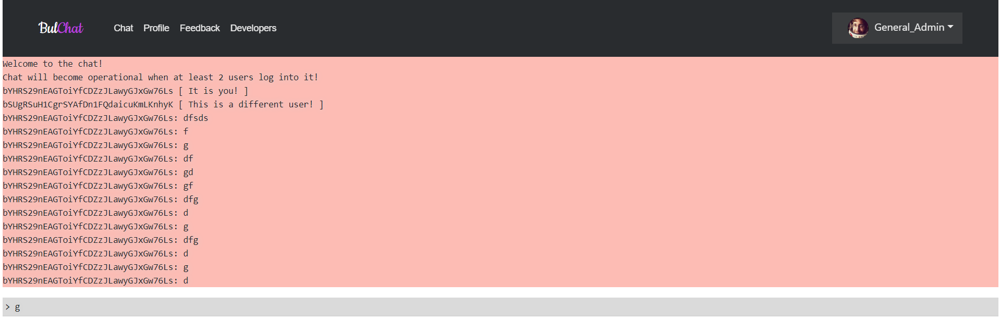 BulChat Chat Profile Feedback Developers General_Admin
Welcome to the chat!
Chat will become operational when at least 2 users log into it!
bYHRS29nEAGToiYfCDZzJLawyGJxGw76Ls [ It is you! ]
bSUgRSuH1CgrSYAfDn1FQdaicuKmLKnhyK [ This is a different user! ]
bYHRS29nEAGToiYfCDZzJLawyGJxGw76Ls: dfsds
bYHRS29nEAGToiYfCDZzJLawyGJxGw76Ls: f
bYHRS29nEAGToiYfCDZzJLawyGJxGw76Ls: g
bYHRS29nEAGToiYfCDZzJLawyGJxGw76Ls: df
bYHRS29nEAGToiYfCDZzJLawyGJxGw76Ls: gd
bYHRS29nEAGToiYfCDZzJLawyGJxGw76Ls: gf
bYHRS29nEAGToiYfCDZzJLawyGJxGw76Ls: dfg
bYHRS29nEAGToiYfCDZzJLawyGJxGw76Ls: d
bYHRS29nEAGToiYfCDZzJLawyGJxGw76Ls: g
bYHRS29nEAGToiYfCDZzJLawyGJxGw76Ls: dfg
bYHRS29nEAGToiYfCDZzJLawyGJxGw76Ls: d
bYHRS29nEAGToiYfCDZzJLawyGJxGw76Ls: g
bYHRS29nEAGToiYfCDZzJLawyGJxGw76Ls: d
> g